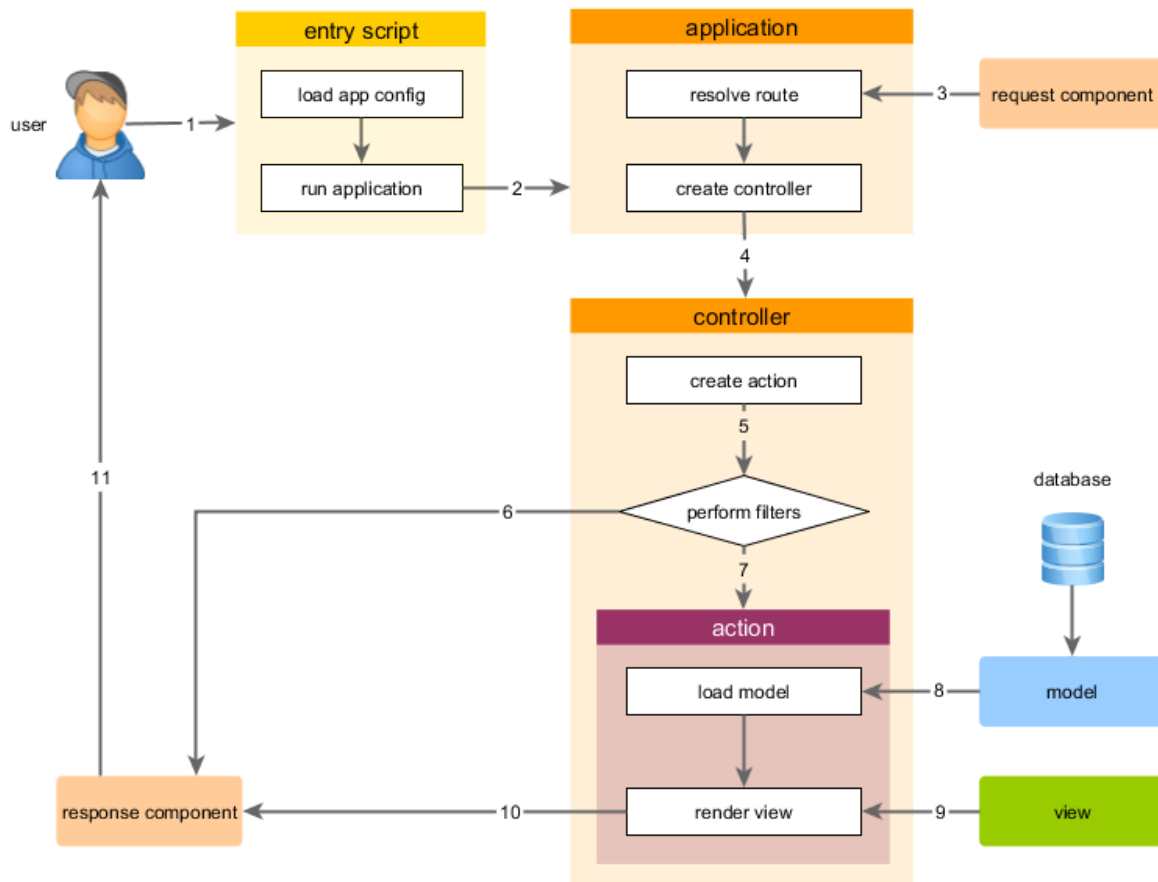 entry script
application
load app config
resolve route
3
request component
user
1
run application
2
create controller
4
controller
create action
5
11
database
6
perform filters
7
action
load model
8
model
response component
10
render view
9
view